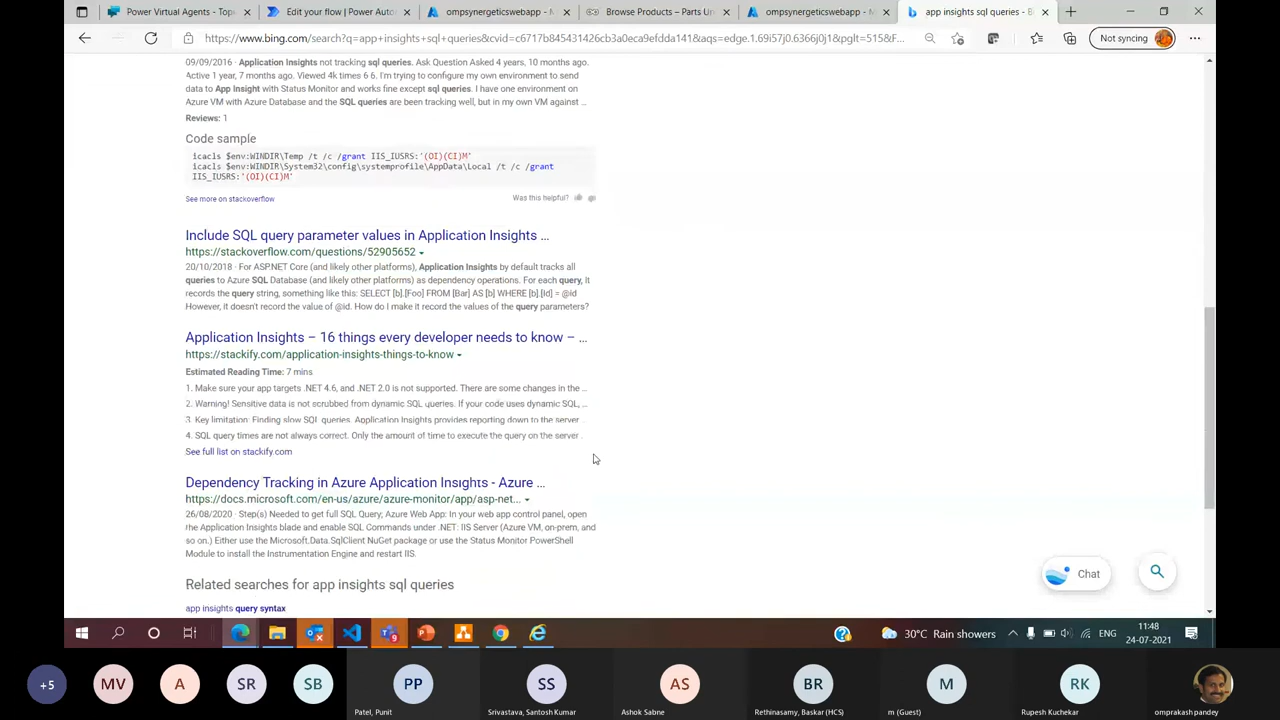 Power Virtual Agents - Topi
Edit your flow | Power Autom
ompsynergeticswebapp - M
Browse Products – Parts Un
ompsynergeticswebapp - M
app insights sql queries - B
https://www.bing.com/search?q=app+insights+sql+queries&cvid=c6717b845431426cb3a0eca9efdda141&aqs=edge.1.69i57j0.6366j0j1&pglt=515&F...
Not syncing
09/09/2016 · Application Insights not tracking sql queries. Ask Question Asked 4 years, 10 months ago.
Active 1 year, 7 months ago. Viewed 4k times 6 6. I'm trying to configure my own environment to send
data to App Insight with Status Monitor and works fine except sql queries. I have one environment on
Azure VM with Azure Database and the SQL queries are been tracking well, but in my own VM against ...
Reviews: 1
Code sample
icacls $env:WINDIR\Temp /t /c /grant IIS_IUSRS:'(OI)(CI)M'
icacls $env:WINDIR\System32\config\systemprofile\AppData\Local /t /c /grant
IIS_IUSRS:'(OI)(CI)M'
See more on stackoverflow
Was this helpful?
Include SQL query parameter values in Application Insights ...
https://stackoverflow.com/questions/52905652
20/10/2018 · For ASP.NET Core (and likely other platforms), Application Insights by default tracks all
queries to Azure SQL Database (and likely other platforms) as dependency operations. For each query, it
records the query string, something like this: SELECT [b].[Foo] FROM [Bar] AS [b] WHERE [b].[Id] = @id
However, it doesn't record the value of @id. How do I make it record the values of the query parameters?
Application Insights – 16 things every developer needs to know – ...
https://stackify.com/application-insights-things-to-know
Estimated Reading Time: 7 mins
1. Make sure your app targets .NET 4.6, and .NET 2.0 is not supported. There are some changes in the ...
2. Warning! Sensitive data is not scrubbed from dynamic SQL queries. If your code uses dynamic SQL, ...
3. Key limitation: Finding slow SQL queries. Application Insights provides reporting down to the server ...
4. SQL query times are not always correct. Only the amount of time to execute the query on the server .
See full list on stackify.com
Dependency Tracking in Azure Application Insights - Azure ...
https://docs.microsoft.com/en-us/azure/azure-monitor/app/asp-net...
26/08/2020 · Step(s) Needed to get full SQL Query; Azure Web App: In your web app control panel, open
the Application Insights blade and enable SQL Commands under .NET: IIS Server (Azure VM, on-prem, and
so on.) Either use the Microsoft.Data.SqlClient NuGet package or use the Status Monitor PowerShell
Module to install the Instrumentation Engine and restart IIS.
Chat
Related searches for app insights sql queries
app insights query syntax
30°C Rain showers
ENG
11:48
24-07-2021
+5
MV
A
SR
SB
PP
SS
AS
BR
M
RK
Patel, Punit
Srivastava, Santosh Kumar
Ashok Sabne
Rethinasamy, Baskar (HCS)
m (Guest)
Rupesh Kuchekar
omprakash pandey